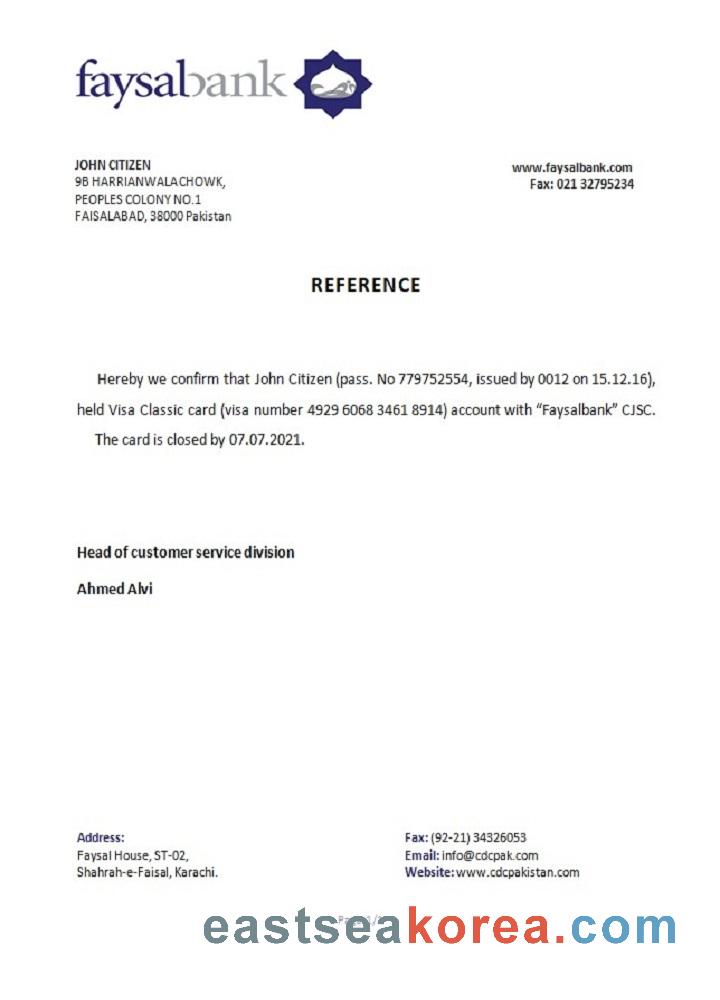 faysalbank
JOHN CITIZEN
9B HARRIANWALACHOWK,
PEOPLES COLONY NO.1
FAISALABAD, 38000 Pakistan
www.faysalbank.com
Fax: 021 32795234
REFERENCE
Hereby we confirm that John Citizen (pass. No 779752554, issued by 0012 on 15.12.16),
held Visa Classic card (visa number 4929 6068 3461 8914) account with “Faysalbank” CJSC.
The card is closed by 07.07.2021.
Head of customer service division
Ahmed Alvi
Address:
Faysal House, ST-02,
Shahrah-e-Faisal, Karachi.
Fax: (92-21) 34326053
Email: info@cdcpak.com
Website: www.cdcpakistan.com
eastseakorea.com